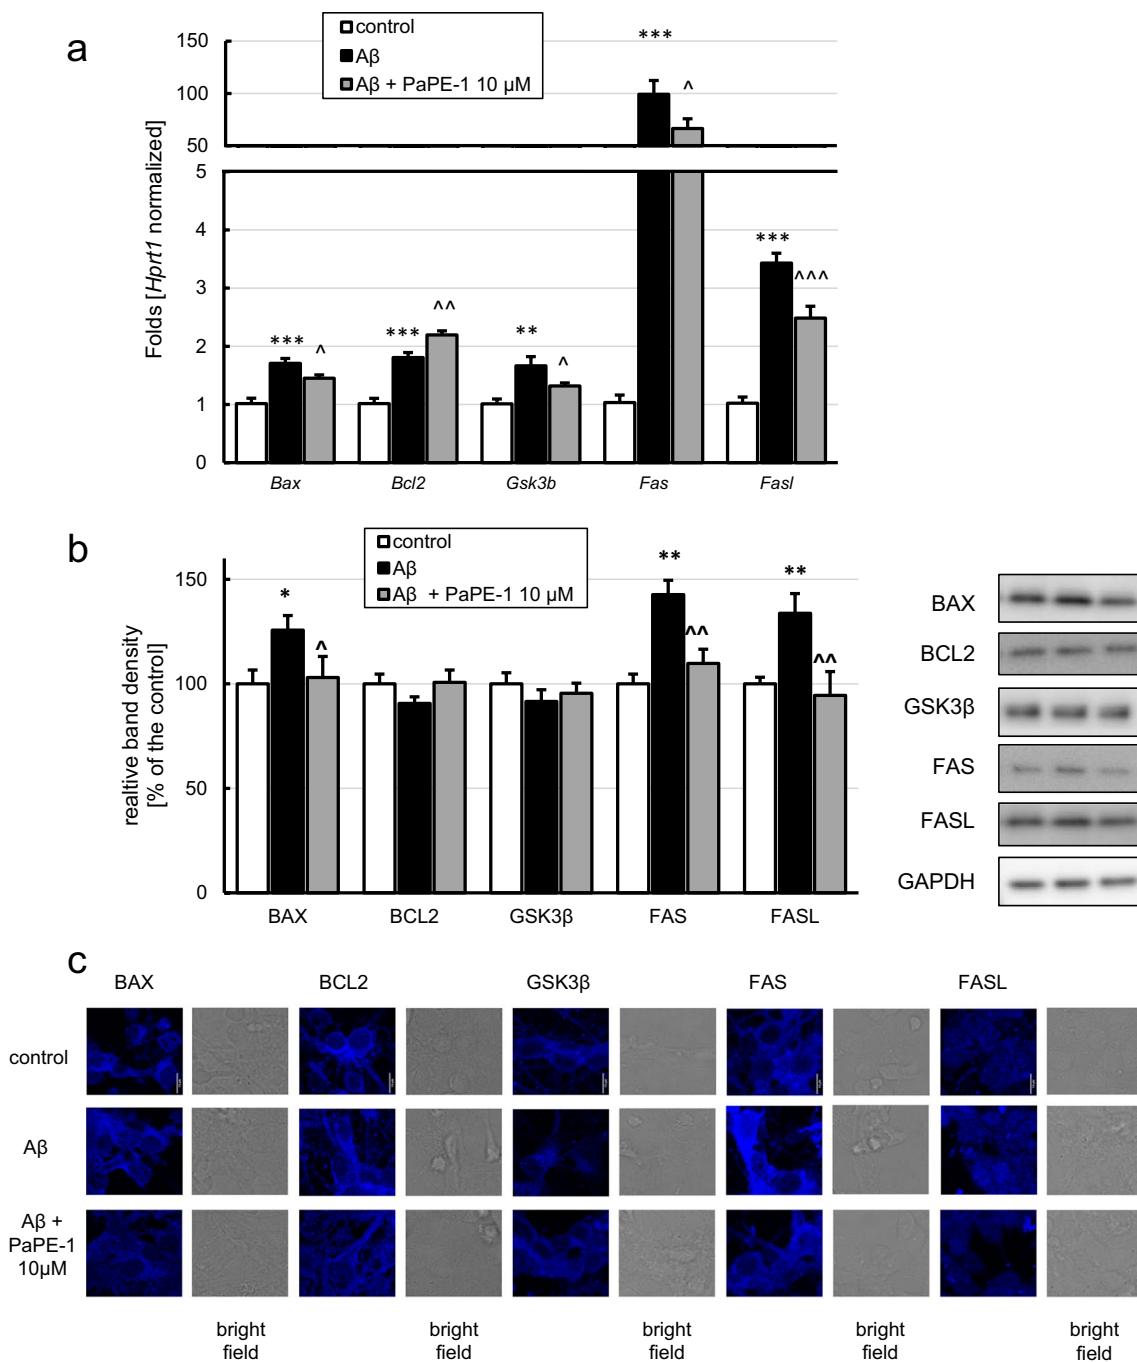 a
control
Aβ
Aβ + PaPE-1 10 μM
Folds [Hprt1 normalized]
150
100
50
5
4
3
2
1
0
***
^
***
^
***
^^
**
^
***
^^^
Bax Bcl2 Gsk3b Fas Fasl
b
control
Aβ
Aβ + PaPE-1 10 μM
realtive band density
[% of the control]
150
100
50
0
*
^
**
^^
**
^^
BAX BCL2 GSK3β FAS FASL
BAX
BCL2
GSK3β
FAS
FASL
GAPDH
c
BAX BCL2 GSK3β FAS FASL
control
Aβ
Aβ +
PaPE-1
10μM
bright
field
bright
field
bright
field
bright
field
bright
field